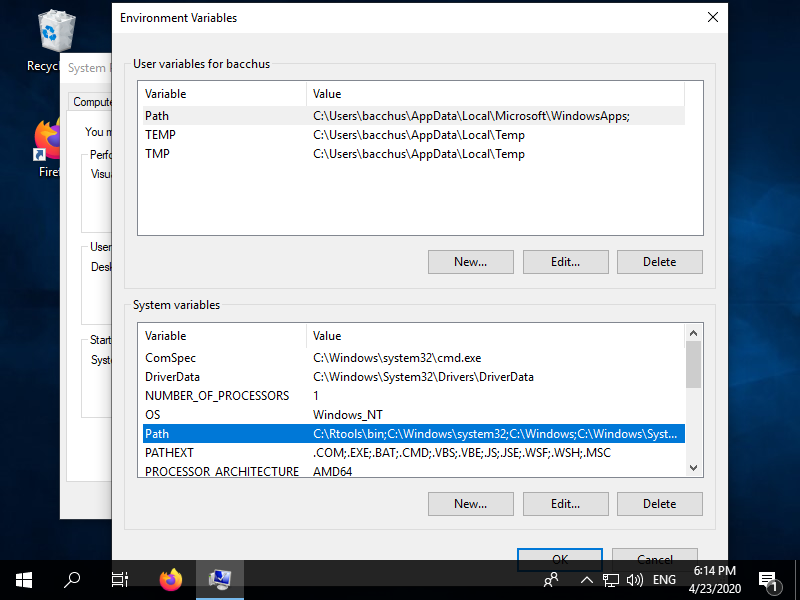 Environment Variables
Recycl
System
Compute
You m
Perfo
Visu
User
Desk
Start
Syste
Firef
User variables for bacchus
Variable Value
Path C:\Users\bacchus\AppData\Local\Microsoft\WindowsApps;
TEMP C:\Users\bacchus\AppData\Local\Temp
TMP C:\Users\bacchus\AppData\Local\Temp
New... Edit... Delete
System variables
Variable Value
ComSpec C:\Windows\system32\cmd.exe
DriverData C:\Windows\System32\Drivers\DriverData
NUMBER_OF_PROCESSORS 1
OS Windows_NT
Path C:\Rtools\bin;C:\Windows\system32;C:\Windows;C:\Windows\Syst...
PATHEXT .COM;.EXE;.BAT;.CMD;.VBS;.VBE;.JS;.JSE;.WSF;.WSH;.MSC
PROCESSOR_ARCHITECTURE AMD64
New... Edit... Delete
OK Cancel
ENG
6:14 PM
4/23/2020
1